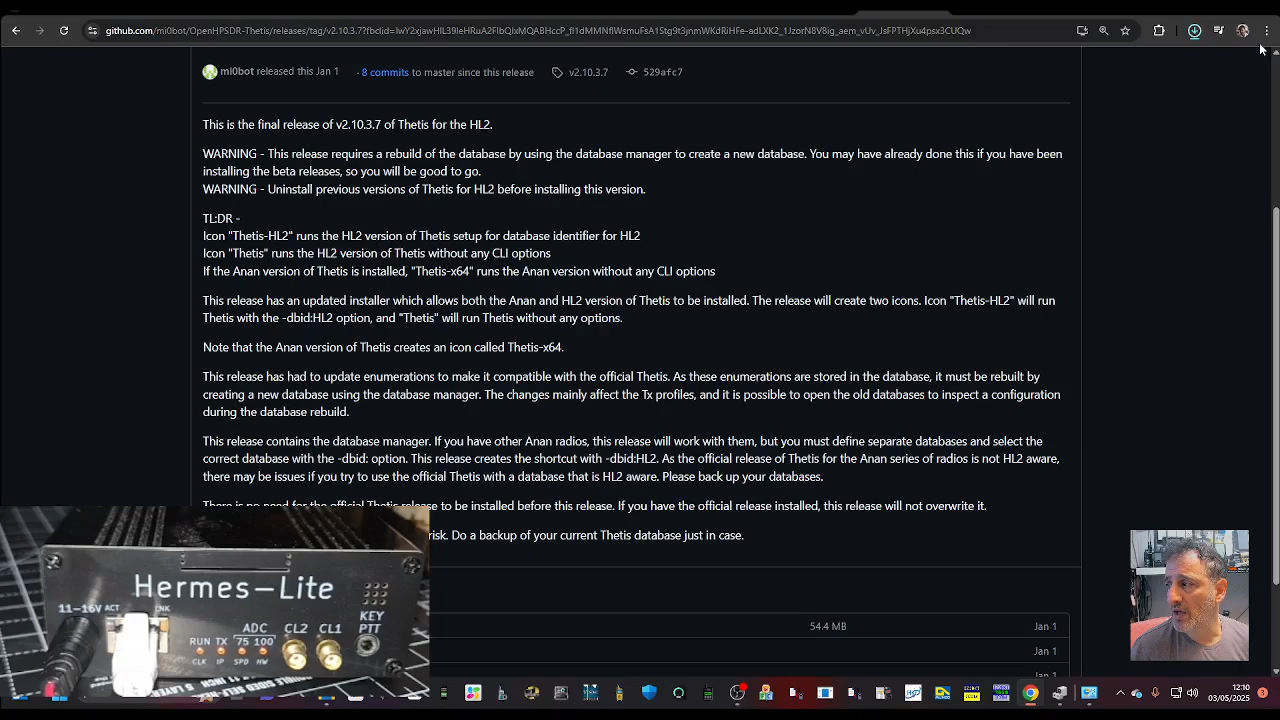 github.com/mi0bot/OpenHPSDR-Thetis/releases/tag/v2.10.3.7?fbclid=
mi0bot released this Jan 1 · 8 commits to master since this release v2.10.3.7 529afc7
This is the final release of v2.10.3.7 of Thetis for the HL2.
WARNING - This release requires a rebuild of the database by using the database manager to create a new database. You may have already done this if you have been
installing the beta releases, so you will be good to go.
WARNING - Uninstall previous versions of Thetis for HL2 before installing this version.
TL:DR -
Icon "Thetis-HL2" runs the HL2 version of Thetis setup for database identifier for HL2
Icon "Thetis" runs the HL2 version of Thetis without any CLI options
If the Anan version of Thetis is installed, "Thetis-x64" runs the Anan version without any CLI options
This release has an updated installer which allows both the Anan and HL2 version of Thetis to be installed. The release will create two icons. Icon "Thetis-HL2" will run
Thetis with the -dbid:HL2 option, and "Thetis" will run Thetis without any options.
Note that the Anan version of Thetis creates an icon called Thetis-x64.
This release has had to update enumerations to make it compatible with the official Thetis. As these enumerations are stored in the database, it must be rebuilt by
creating a new database using the database manager. The changes mainly affect the Tx profiles, and it is possible to open the old databases to inspect a configuration
during the database rebuild.
This release contains the database manager. If you have other Anan radios, this release will work with them, but you must define separate databases and select the
correct database with the -dbid: option. This release creates the shortcut with -dbid:HL2. As the official release of Thetis for the Anan series of radios is not HL2 aware,
there may be issues if you try to use the official Thetis with a database that is HL2 aware. Please back up your databases.
There is no need for the official Thetis release to be installed before this release. If you have the official release installed, this release will not overwrite it.
risk. Do a backup of your current Thetis database just in case.
54.4 MB Jan 1
Jan 1
Hermes-Lite
11-16V ACT LNK
KEY
PTT
ADC
RUN TX 75 100 CL2 CL1
CLK IP SPD HW
12:10
03/05/2025